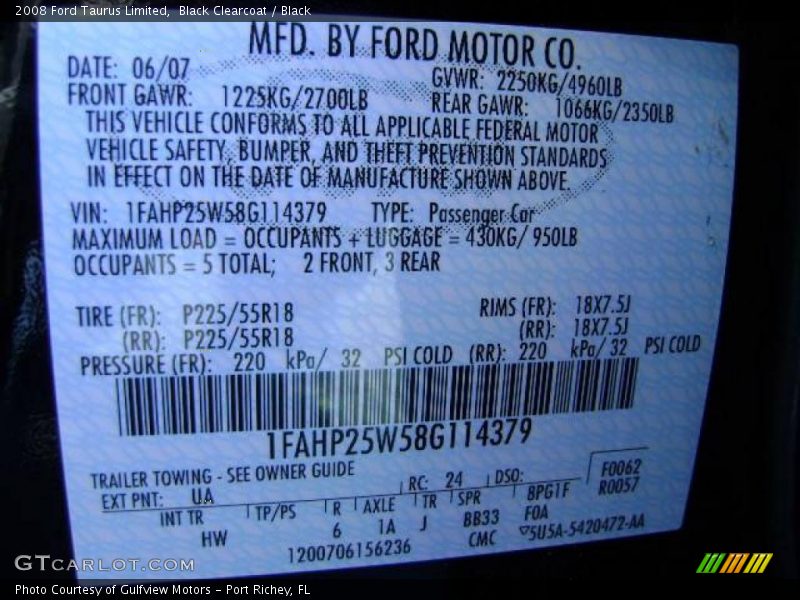 2008 Ford Taurus Limited,  Black Clearcoat / Black
MFD. BY FORD MOTOR CO.
DATE: 06/07 GVWR: 2250KG/4960LB
FRONT GAWR: 1225KG/2700LB REAR GAWR: 1066KG/2350LB
THIS VEHICLE CONFORMS TO ALL APPLICABLE FEDERAL MOTOR
VEHICLE SAFETY, BUMPER, AND THEFT PREVENTION STANDARDS
IN EFFECT ON THE DATE OF MANUFACTURE SHOWN ABOVE.
VIN: 1FAHP25W58G114379 TYPE: Passenger Car
MAXIMUM LOAD = OCCUPANTS + LUGGAGE = 430KG/ 950LB
OCCUPANTS = 5 TOTAL; 2 FRONT, 3 REAR
TIRE (FR): P225/55R18 RIMS (FR): 18X7.5J
(RR): P225/55R18 (RR): 18X7.5J
PRESSURE (FR): 220 kPa/ 32 PSI COLD (RR): 220 kPa/ 32 PSI COLD
1FAHP25W58G114379
TRAILER TOWING - SEE OWNER GUIDE
EXT PNT: UA RC: 24 DSO: F0062
R0057
INT TR TP/PS R AXLE TR SPR 8PG1F
HW 6 1A J BB33 F0A
1200706156236 CMC 5U5A-5420472-AA
GTCARLOT.COM
Photo Courtesy of Gulfview Motors - Port Richey, FL